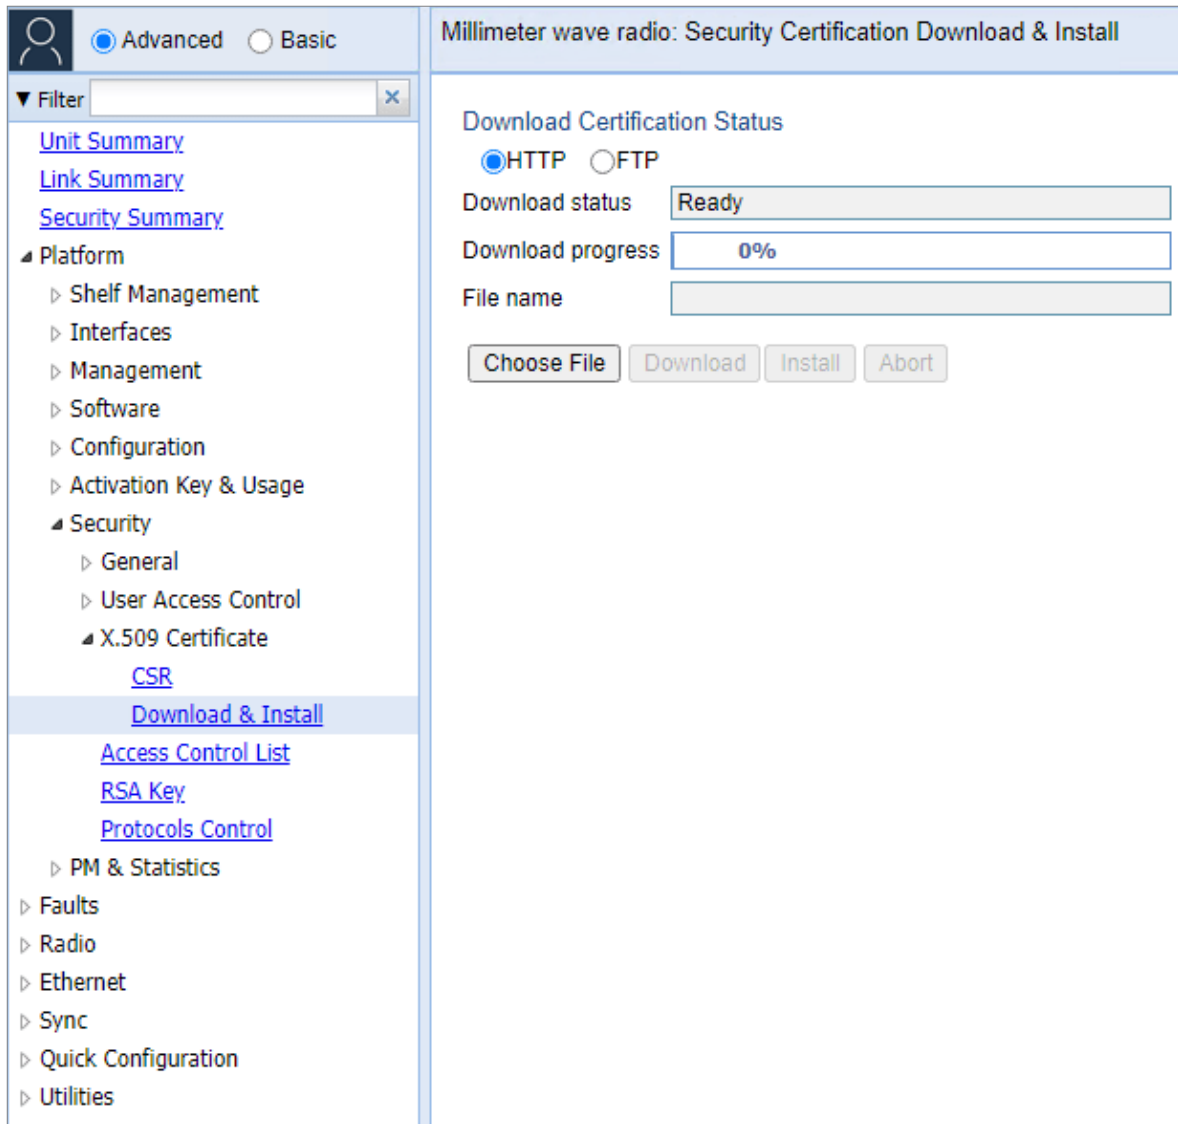 Advanced Basic
Millimeter wave radio: Security Certification Download & Install
▼ Filter
Unit Summary
Link Summary
Security Summary
Platform
Shelf Management
Interfaces
Management
Software
Configuration
Activation Key & Usage
Security
General
User Access Control
X.509 Certificate
CSR
Download & Install
Access Control List
RSA Key
Protocols Control
PM & Statistics
Faults
Radio
Ethernet
Sync
Quick Configuration
Utilities
Download Certification Status
HTTP FTP
Download status Ready
Download progress 0%
File name
Choose File Download Install Abort